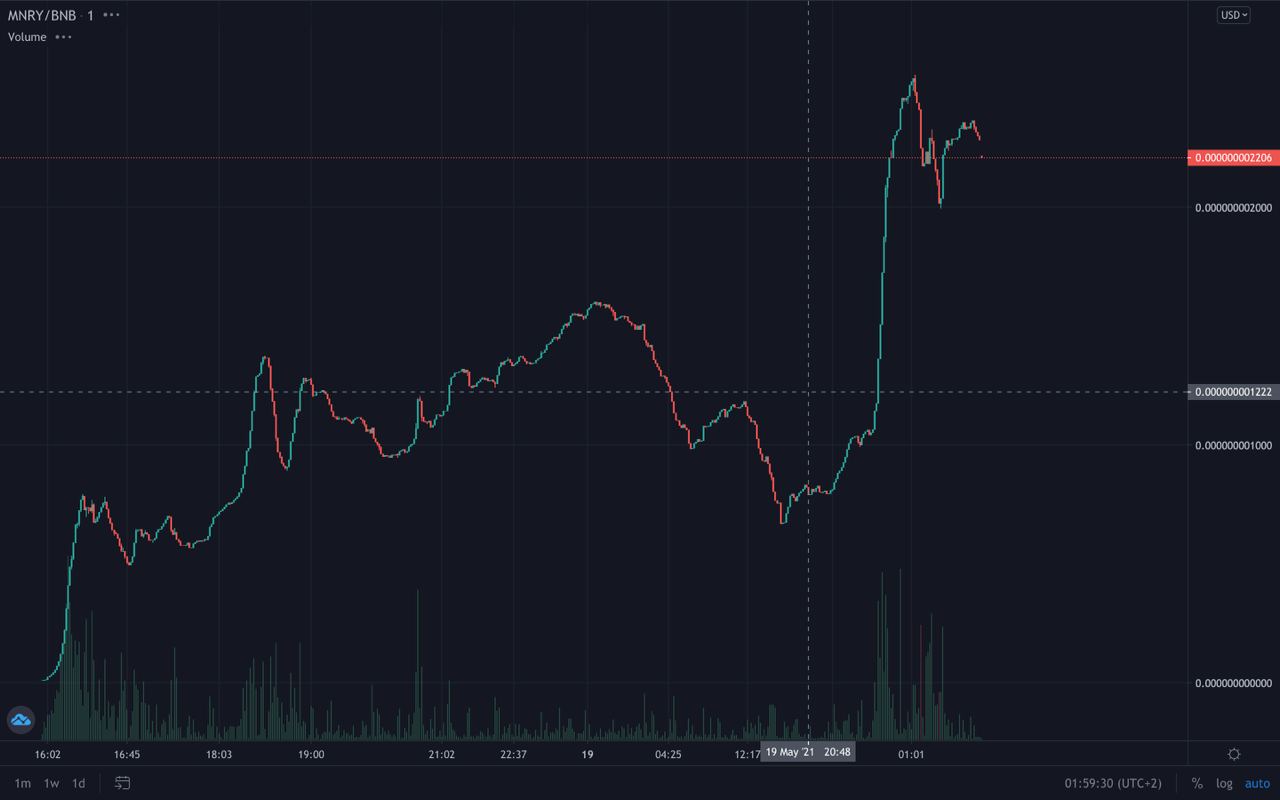 MNRY/BNB · 1 •••
Volume •••
USD
0.000000002206
0.000000002000
0.000000001222
0.000000001000
0.000000000000
16:02 16:45 18:03 19:00 21:02 22:37 19 04:25 12:17 19 May '21 20:48 01:01
1m 1w 1d 01:59:30 (UTC+2) % log auto